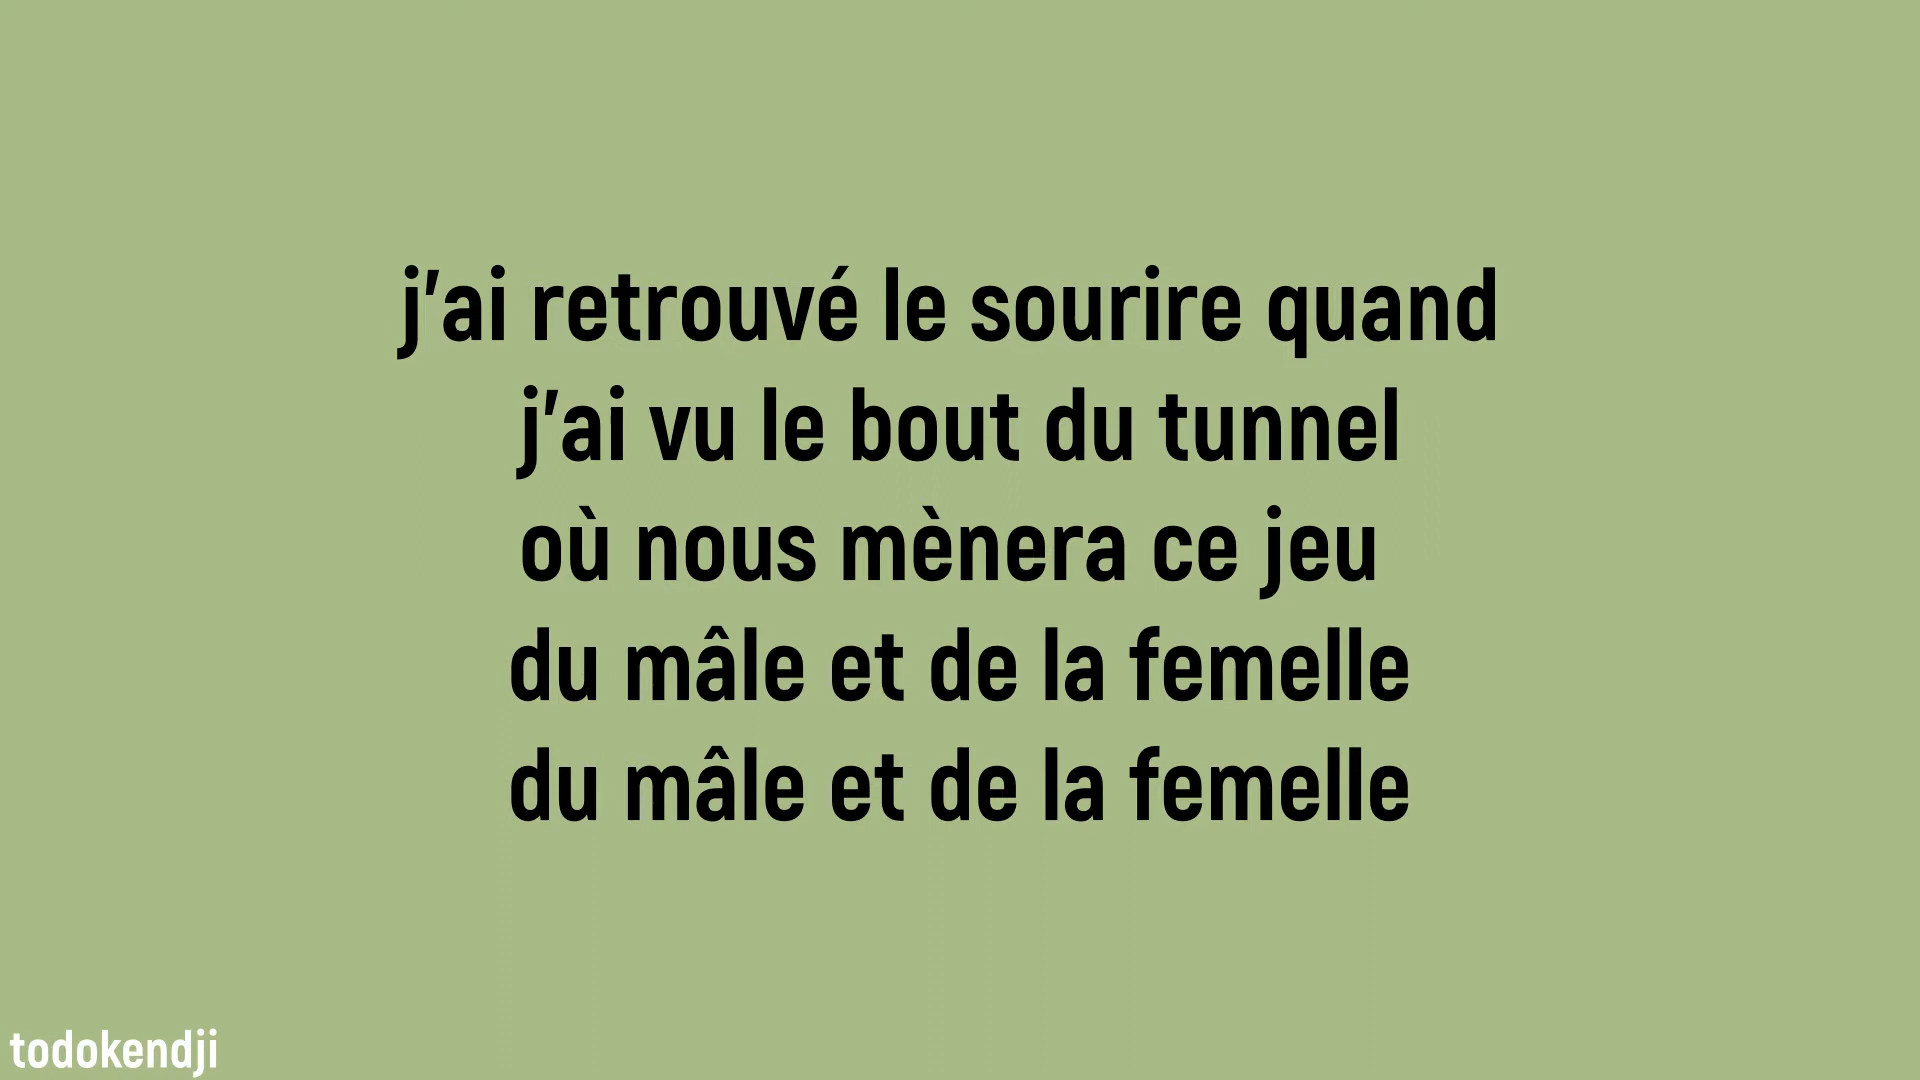 j'ai retrouvé le sourire quand
j'ai vu le bout du tunnel
où nous mènera ce jeu
du mâle et de la femelle
du mâle et de la femelle
todokendji